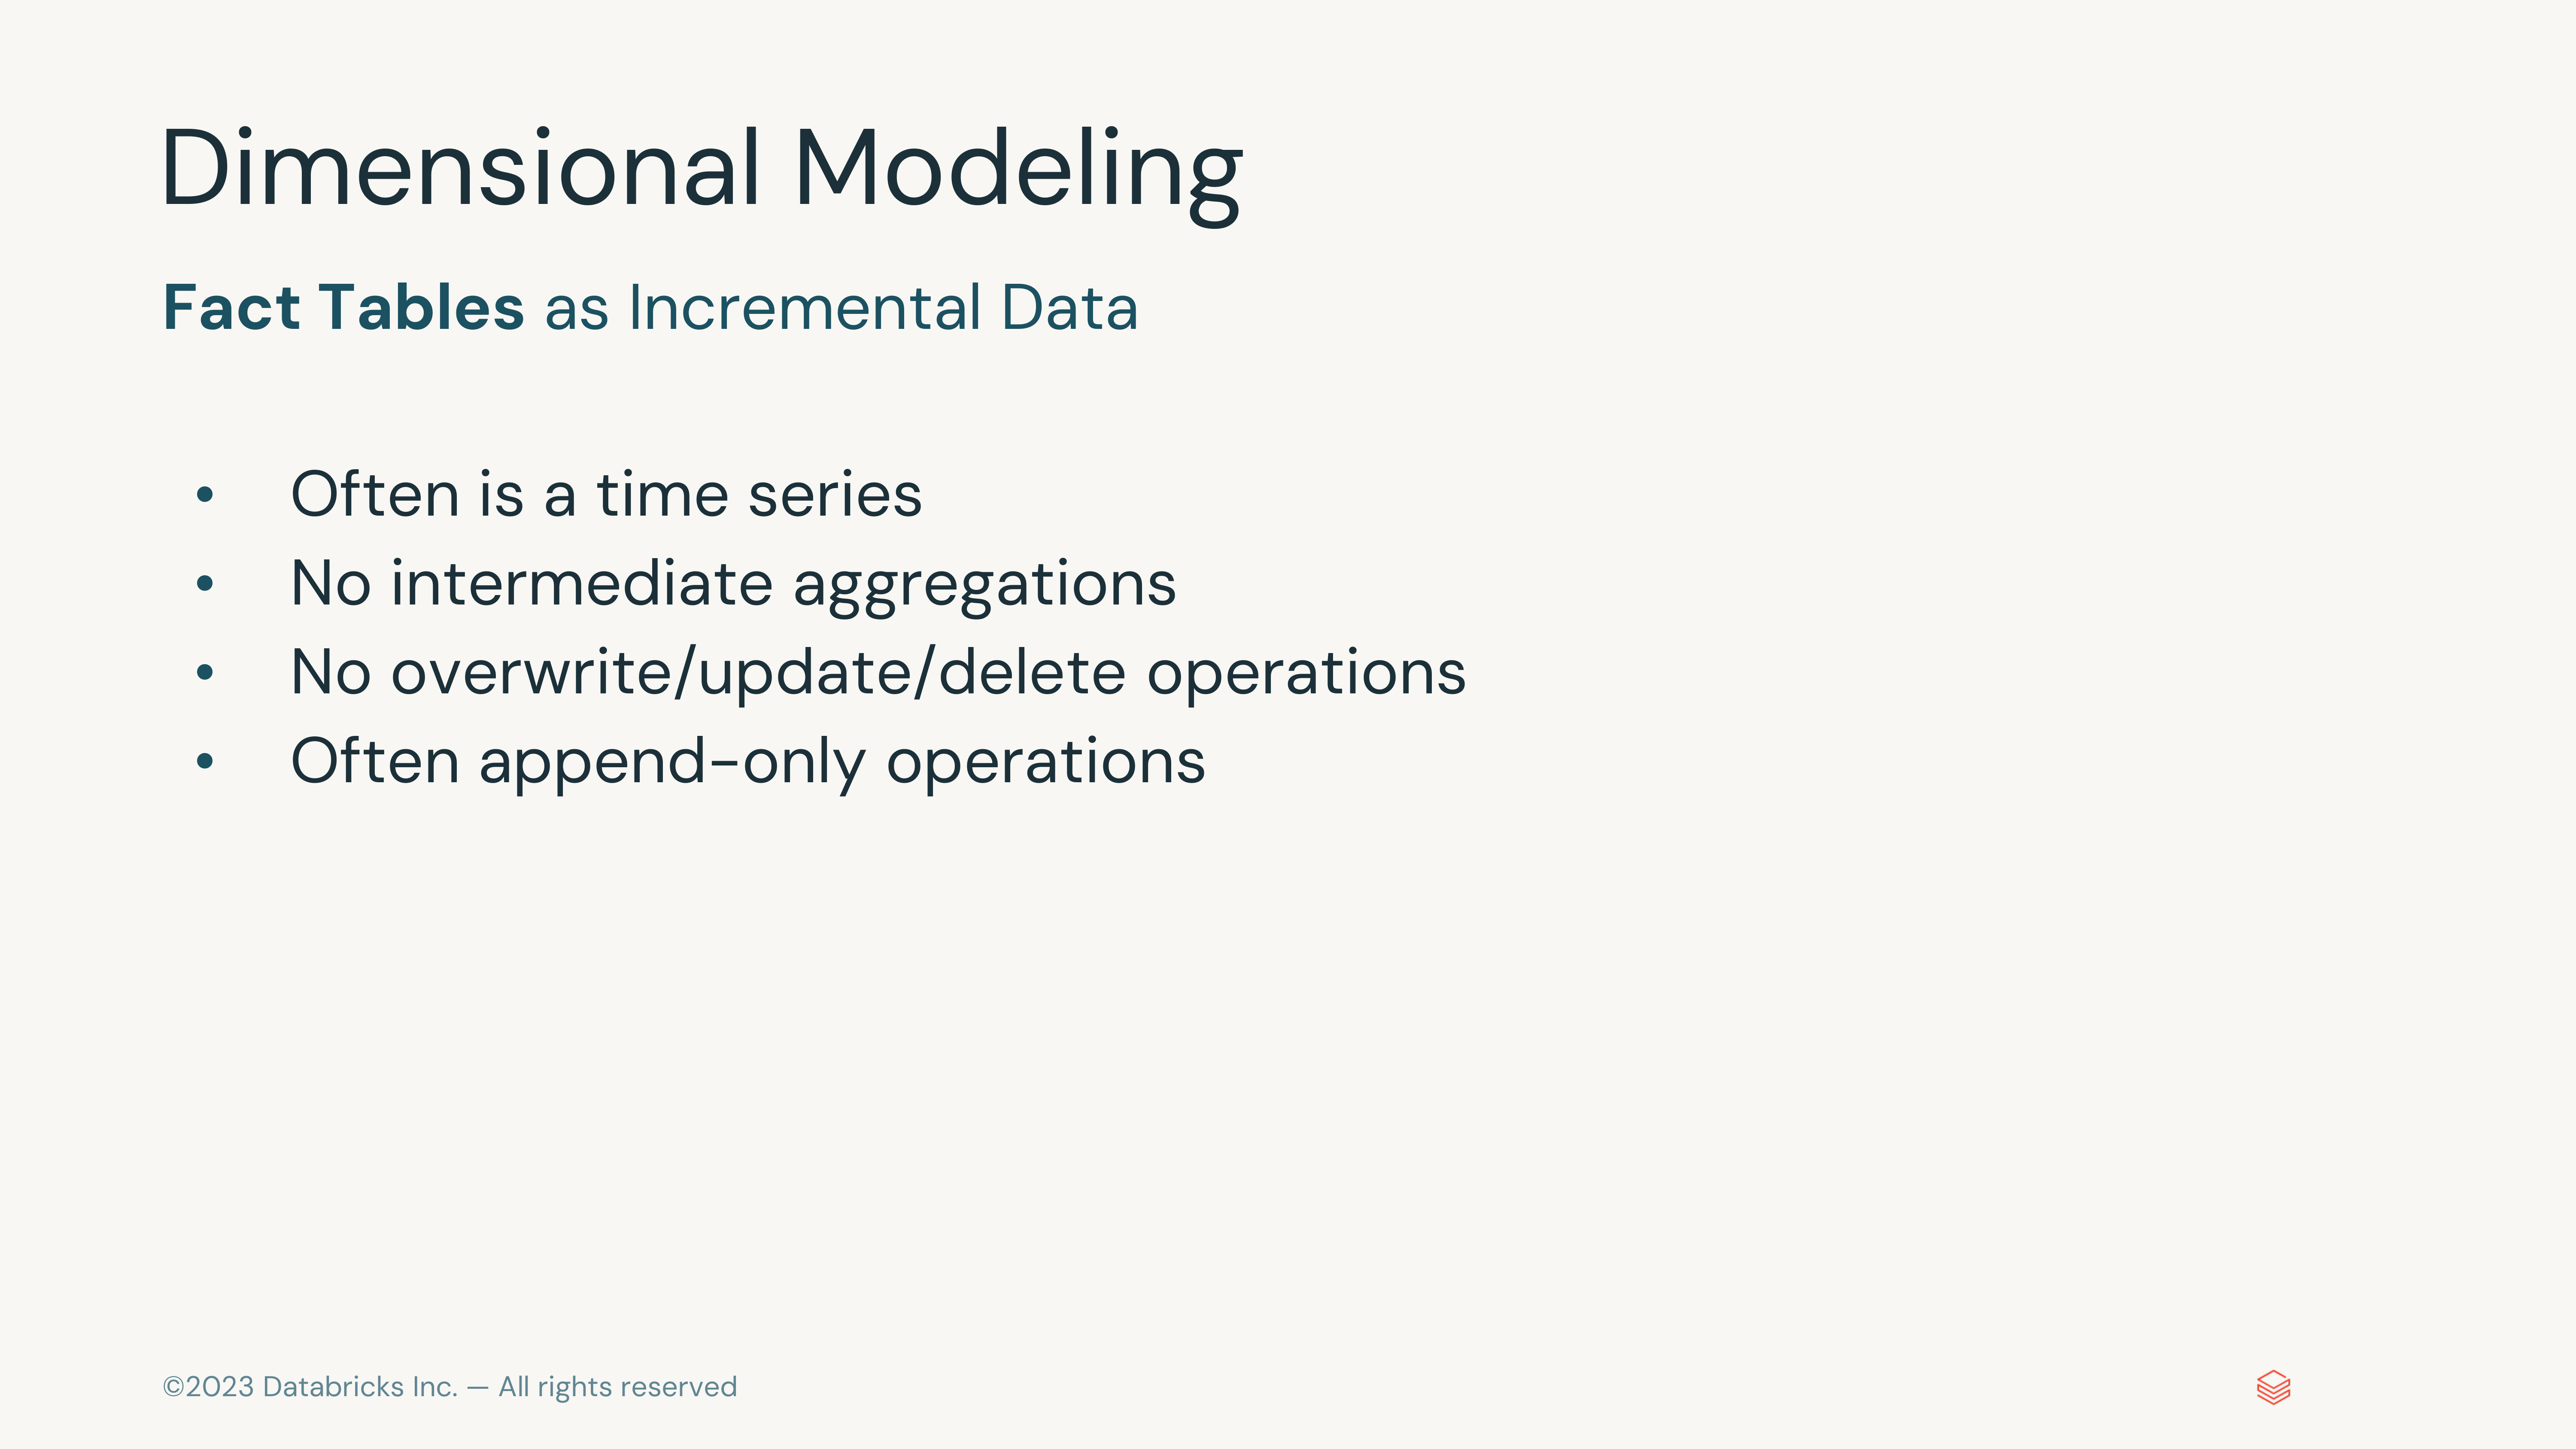 Dimensional Modeling
Fact Tables as Incremental Data
• Often is a time series
• No intermediate aggregations
• No overwrite/update/delete operations
• Often append-only operations
©2023 Databricks Inc. — All rights reserved